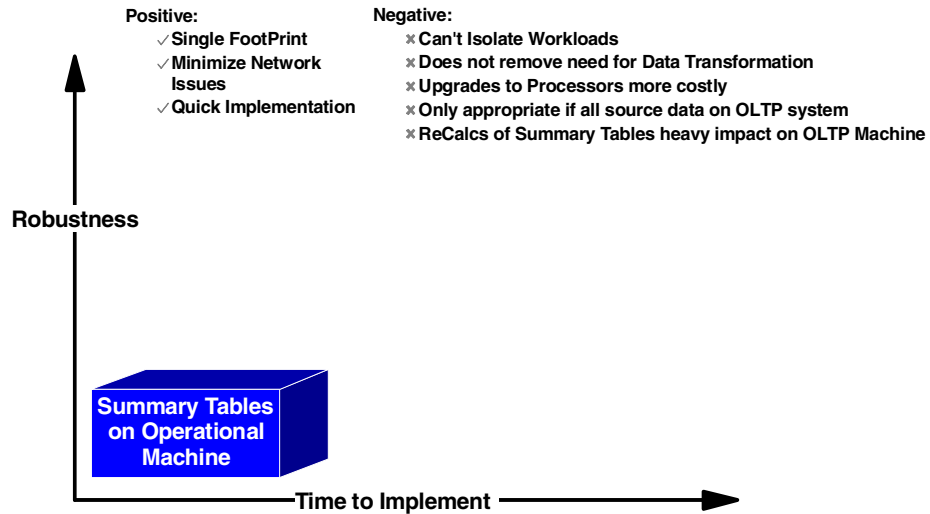 Positive:
Single FootPrint
Minimize Network
Issues
Quick Implementation
Negative:
Can't Isolate Workloads
Does not remove need for Data Transformation
Upgrades to Processors more costly
Only appropriate if all source data on OLTP system
ReCalcs of Summary Tables heavy impact on OLTP Machine
Robustness
Summary Tables
on Operational
Machine
Time to Implement